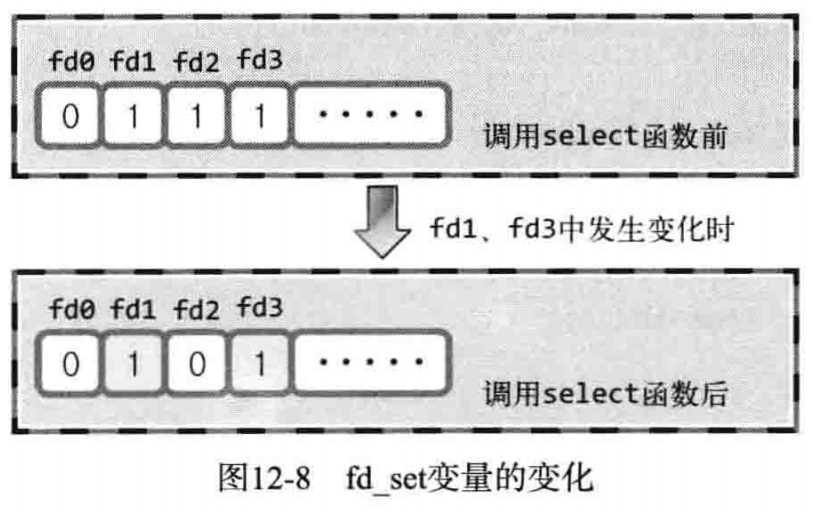 fd0 fd1 fd2 fd3
0 1 1 1 ·····
调用select函数前
fd1、fd3中发生变化时
fd0 fd1 fd2 fd3
0 1 0 1 ·····
调用select函数后
图12-8 fd_set变量的变化